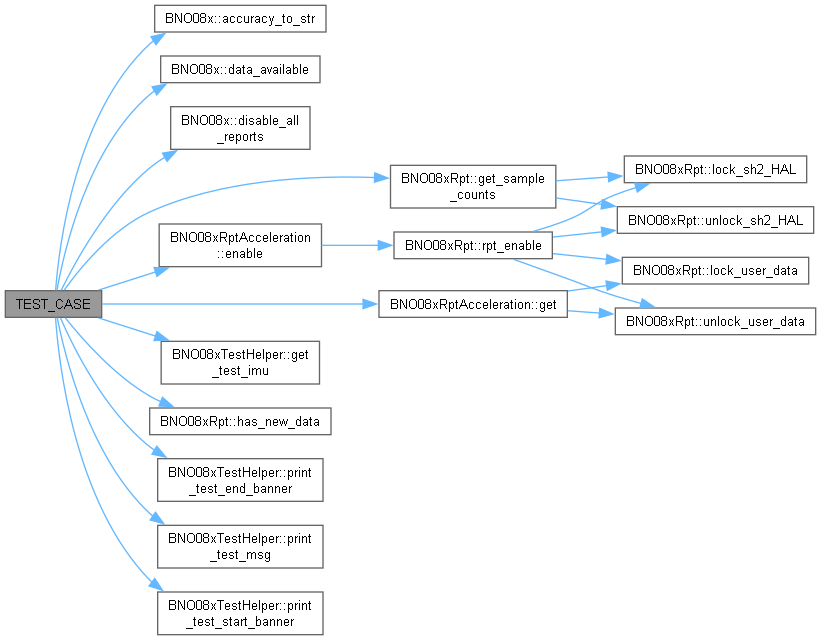 TEST_CASE
BNO08x::accuracy_to_str
BNO08x::data_available
BNO08x::disable_all
_reports
BNO08xRpt::get_sample
_counts
BNO08xRptAcceleration
::enable
BNO08xRptAcceleration::get
BNO08xTestHelper::get
_test_imu
BNO08xRpt::has_new_data
BNO08xTestHelper::print
_test_end_banner
BNO08xTestHelper::print
_test_msg
BNO08xTestHelper::print
_test_start_banner
BNO08xRpt::rpt_enable
BNO08xRpt::lock_sh2_HAL
BNO08xRpt::unlock_sh2_HAL
BNO08xRpt::lock_user_data
BNO08xRpt::unlock_user_data